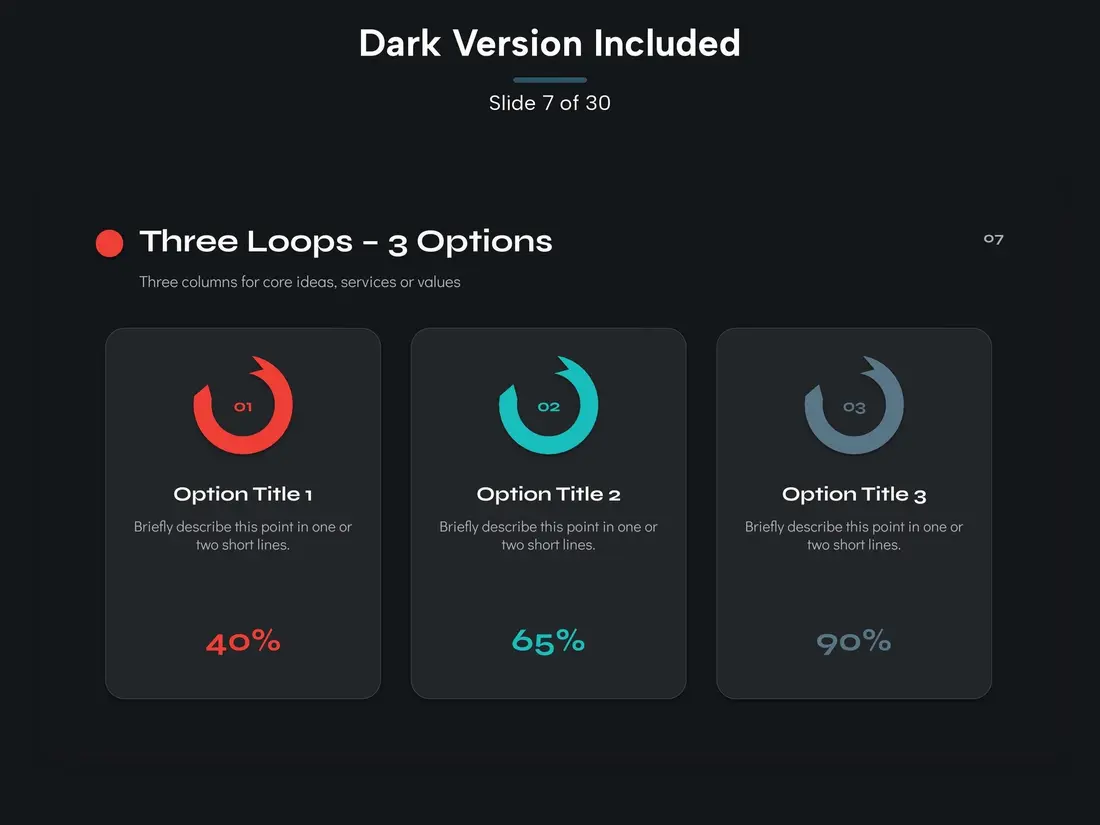 Dark Version Included
Slide 7 of 30
Three Loops – 3 Options
07
Three columns for core ideas, services or values
01
Option Title 1
Briefly describe this point in one or
two short lines.
40%
02
Option Title 2
Briefly describe this point in one or
two short lines.
65%
03
Option Title 3
Briefly describe this point in one or
two short lines.
90%